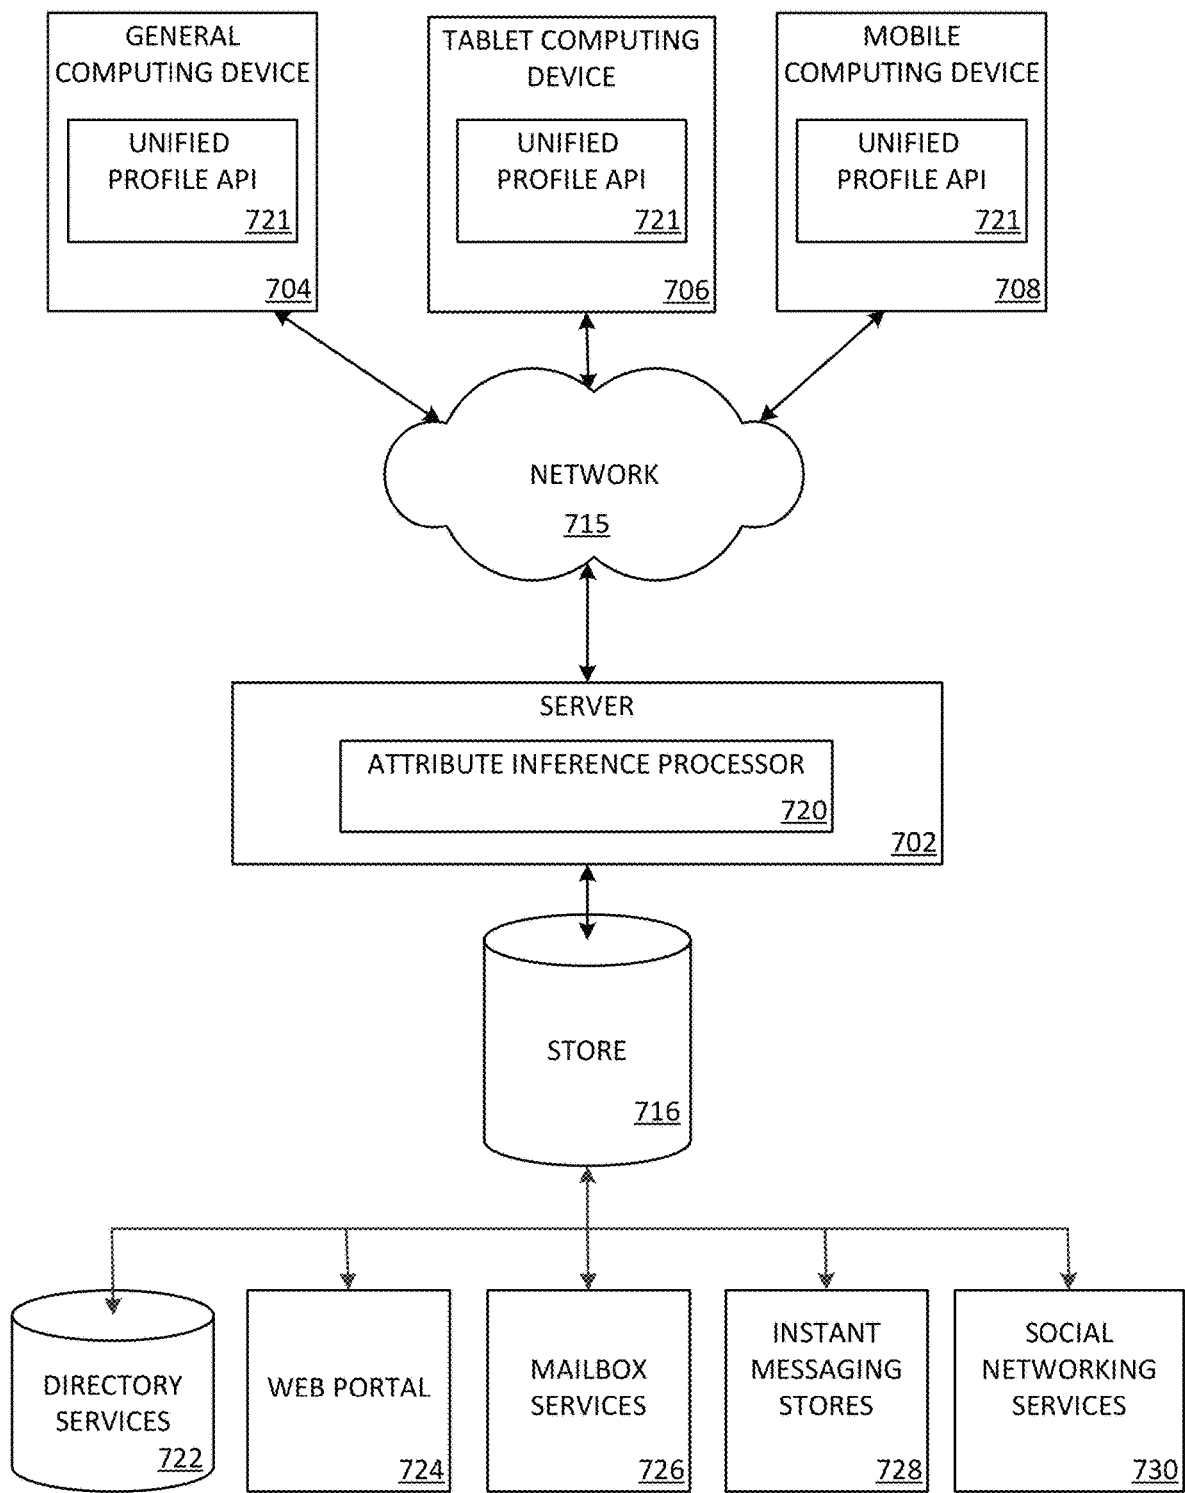 GENERAL
COMPUTING DEVICE
UNIFIED
PROFILE API
721
704
TABLET COMPUTING
DEVICE
UNIFIED
PROFILE API
721
706
MOBILE
COMPUTING DEVICE
UNIFIED
PROFILE API
721
708
NETWORK
715
SERVER
ATTRIBUTE INFERENCE PROCESSOR
720
702
STORE
716
DIRECTORY
SERVICES
722
WEB PORTAL
724
MAILBOX
SERVICES
726
INSTANT
MESSAGING
STORES
728
SOCIAL
NETWORKING
SERVICES
730